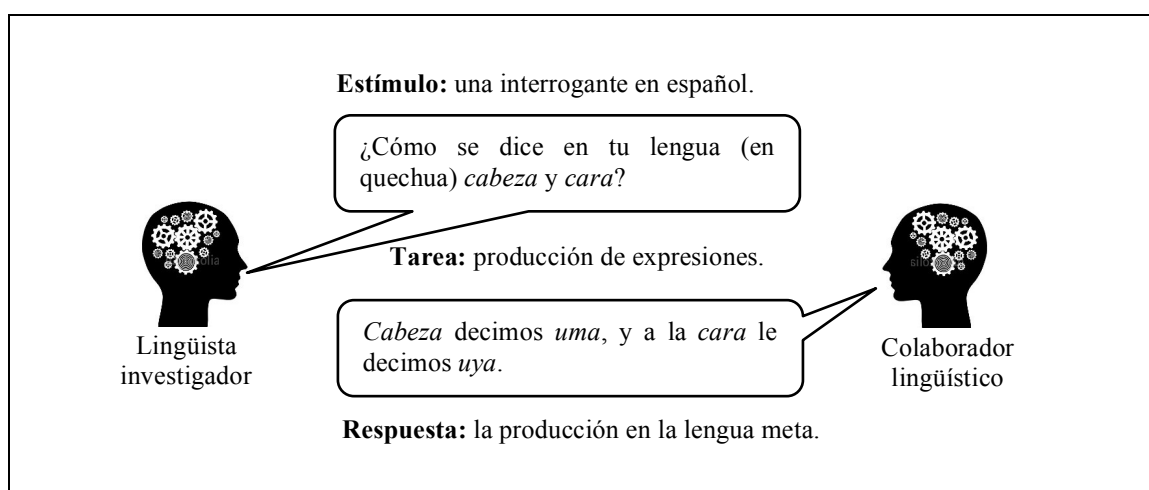 Estímulo: una interrogante en español.
¿Cómo se dice en tu lengua (en
quechua) cabeza y cara?
Tarea: producción de expresiones.
Cabeza decimos uma, y a la cara le
decimos uya.
Lingüista
investigador
Colaborador
lingüístico
Respuesta: la producción en la lengua meta.